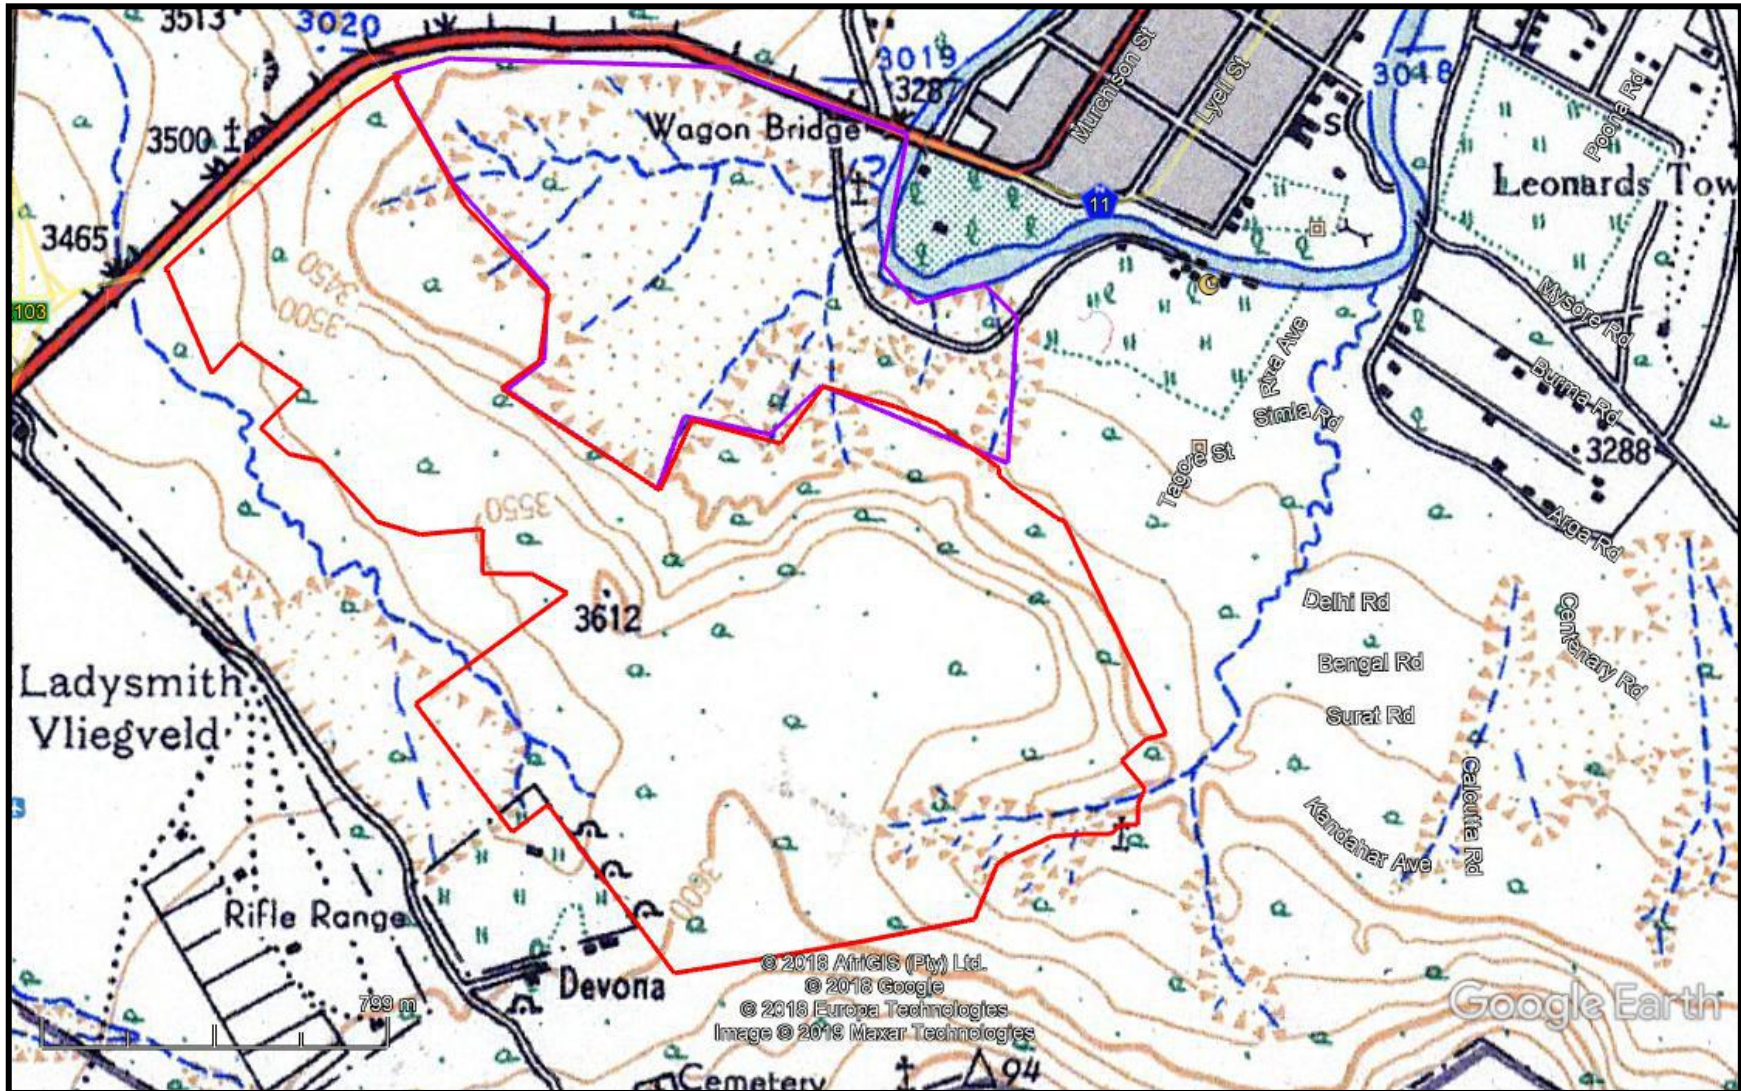 3513
3020
3019
328
3018
Murchison St
Lyell St
Poona Rd
3500
Wagon Bridge
S
Leonards Tow
11
3465
3450
3500
103
Mysore Rd
Piva Ave
Burma Rd
Simla Rd
Tagore St
3288
3550
Arga Rd
Delhi Rd
3612
Centenary Rd
Bengal Rd
Ladysmith
Vliegveld
Surat Rd
Calcutta Rd
Kandahar Ave
3600
Rifle Range
Devona
799 m
© 2018 AfriGIS (Pty) Ltd.
© 2018 Google
© 2018 Europa Technologies
Image © 2019 Maxar Technologies
Google Earth
Cemetery
94